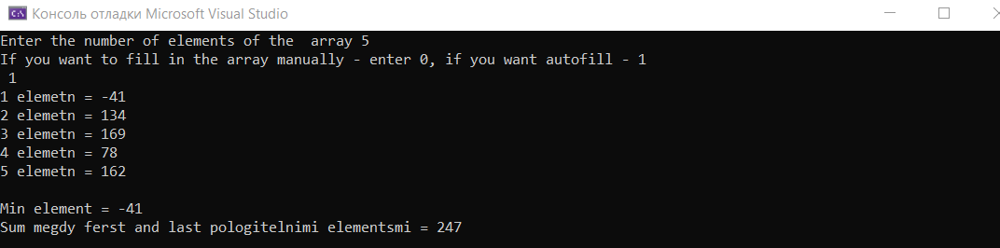 Консоль отладки Microsoft Visual Studio
Enter the number of elements of the  array 5
If you want to fill in the array manually - enter 0, if you want autofill - 1
 1
1 elemetn = -41
2 elemetn = 134
3 elemetn = 169
4 elemetn = 78
5 elemetn = 162
Min element = -41
Sum megdy ferst and last pologitelnimi elementsmi = 247